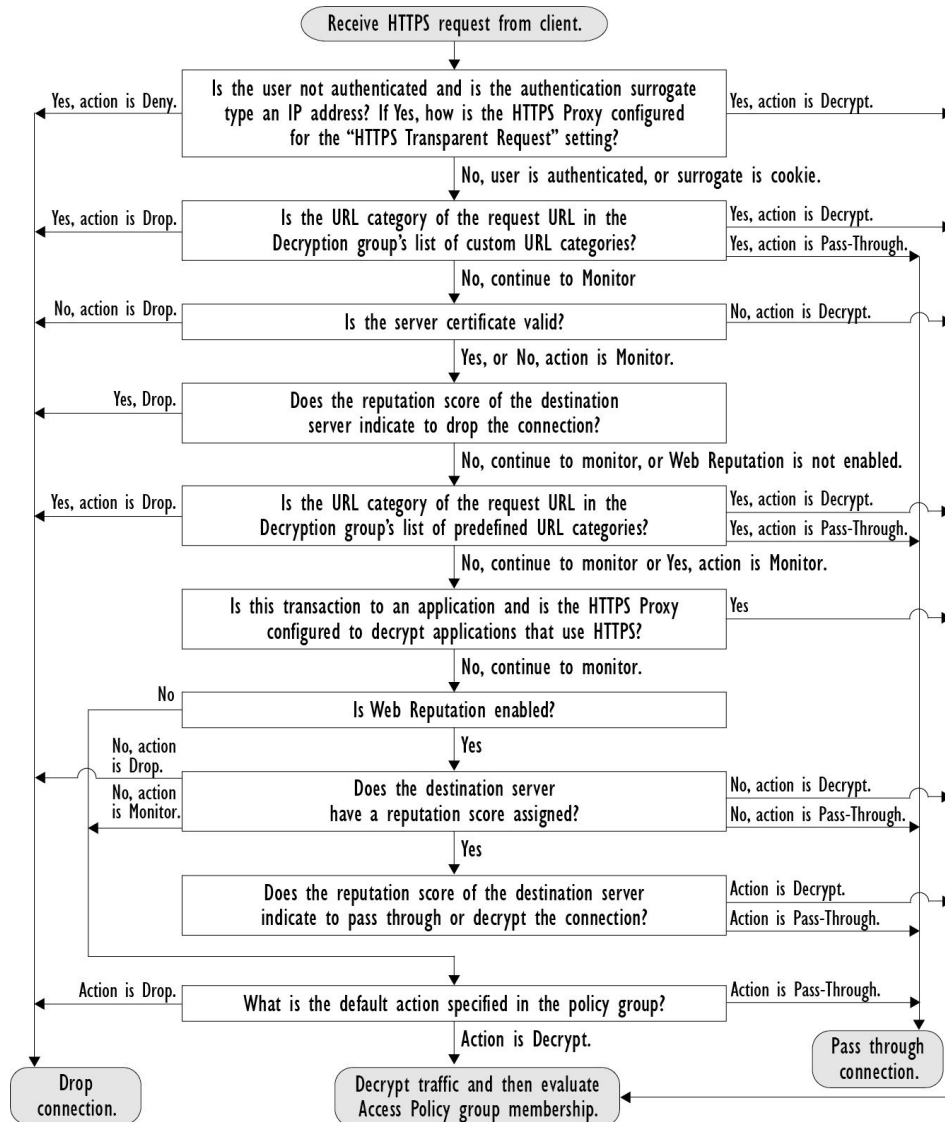 Receive HTTPS request from client.
Is the user not authenticated and is the authentication surrogate
type an IP address? If Yes, how is the HTTPS Proxy configured
for the “HTTPS Transparent Request” setting?
Yes, action is Deny.
Yes, action is Decrypt.
No, user is authenticated, or surrogate is cookie.
Yes, action is Drop.
Is the URL category of the request URL in the
Decryption group’s list of custom URL categories?
Yes, action is Decrypt.
Yes, action is Pass-Through.
No, continue to Monitor
No, action is Drop.
Is the server certificate valid?
No, action is Decrypt.
Yes, or No, action is Monitor.
Yes, Drop.
Does the reputation score of the destination
server indicate to drop the connection?
No, continue to monitor, or Web Reputation is not enabled.
Yes, action is Drop.
Is the URL category of the request URL in the
Decryption group’s list of predefined URL categories?
Yes, action is Decrypt.
Yes, action is Pass-Through.
No, continue to monitor or Yes, action is Monitor.
Is this transaction to an application and is the HTTPS Proxy
configured to decrypt applications that use HTTPS?
Yes
No, continue to monitor.
No
Is Web Reputation enabled?
Yes
No, action
is Drop.
No, action
is Monitor.
Does the destination server
have a reputation score assigned?
No, action is Decrypt.
No, action is Pass-Through.
Yes
Does the reputation score of the destination server
indicate to pass through or decrypt the connection?
Action is Decrypt.
Action is Pass-Through.
Action is Drop.
What is the default action specified in the policy group?
Action is Pass-Through.
Action is Decrypt.
Drop
connection.
Decrypt traffic and then evaluate
Access Policy group membership.
Pass through
connection.